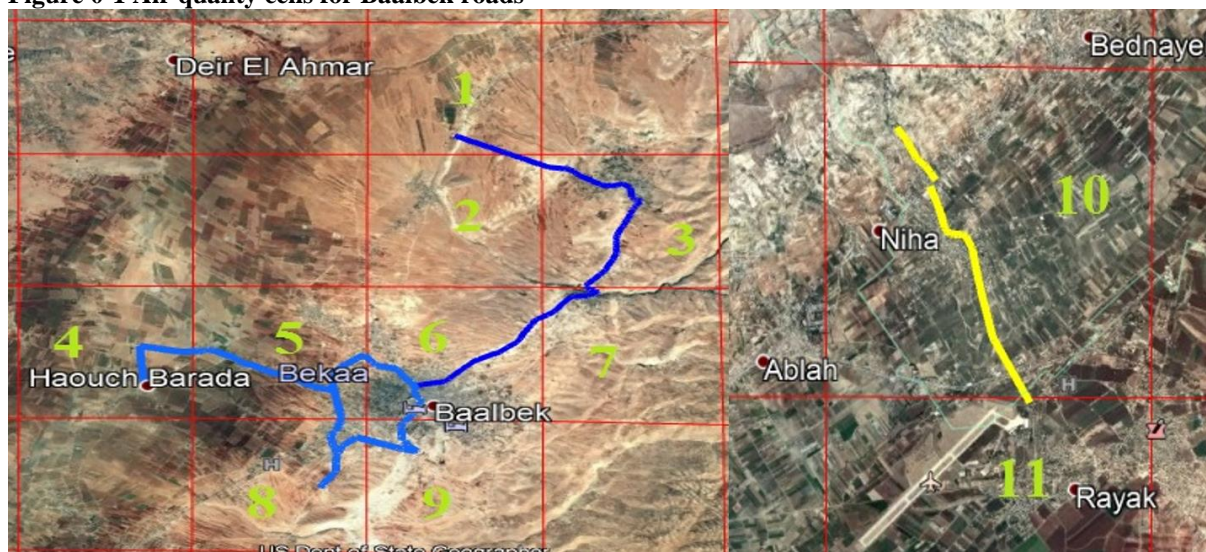 Figure 6-1 Air quality cells for Baalbek roads
e
Deir El Ahmar
1
2
3
4
5
6
7
Haouch Barada
Bekaa
Baalbek
H
8
9
US Dept of State Geographer
Bednaye
10
Niha
Ablah
H
11
Rayak